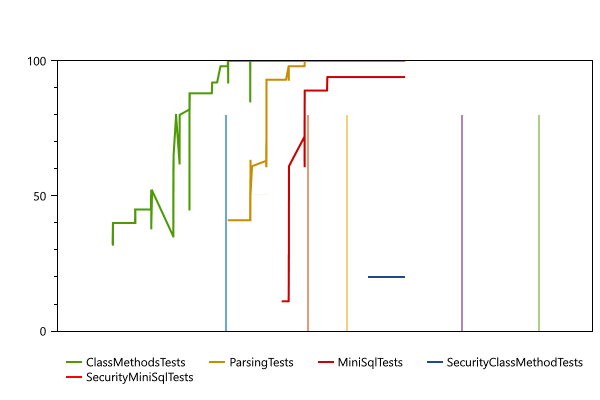 100
50
0
ClassMethodsTests ParsingTests MiniSqlTests SecurityClassMethodTests
SecurityMiniSqlTests